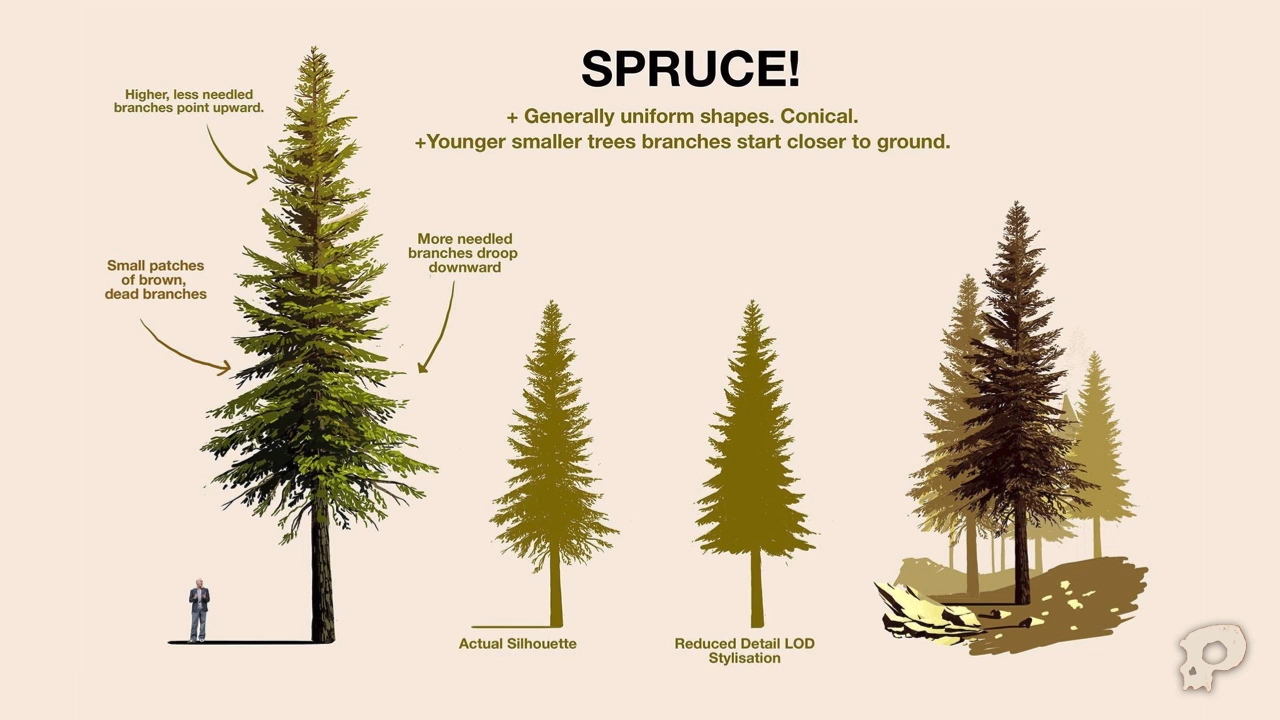 SPRUCE!
+ Generally uniform shapes. Conical.
+Younger smaller trees branches start closer to ground.
Higher, less needled
branches point upward.
More needled
branches droop
downward
Small patches
of brown,
dead branches
Actual Silhouette
Reduced Detail LOD
Stylisation